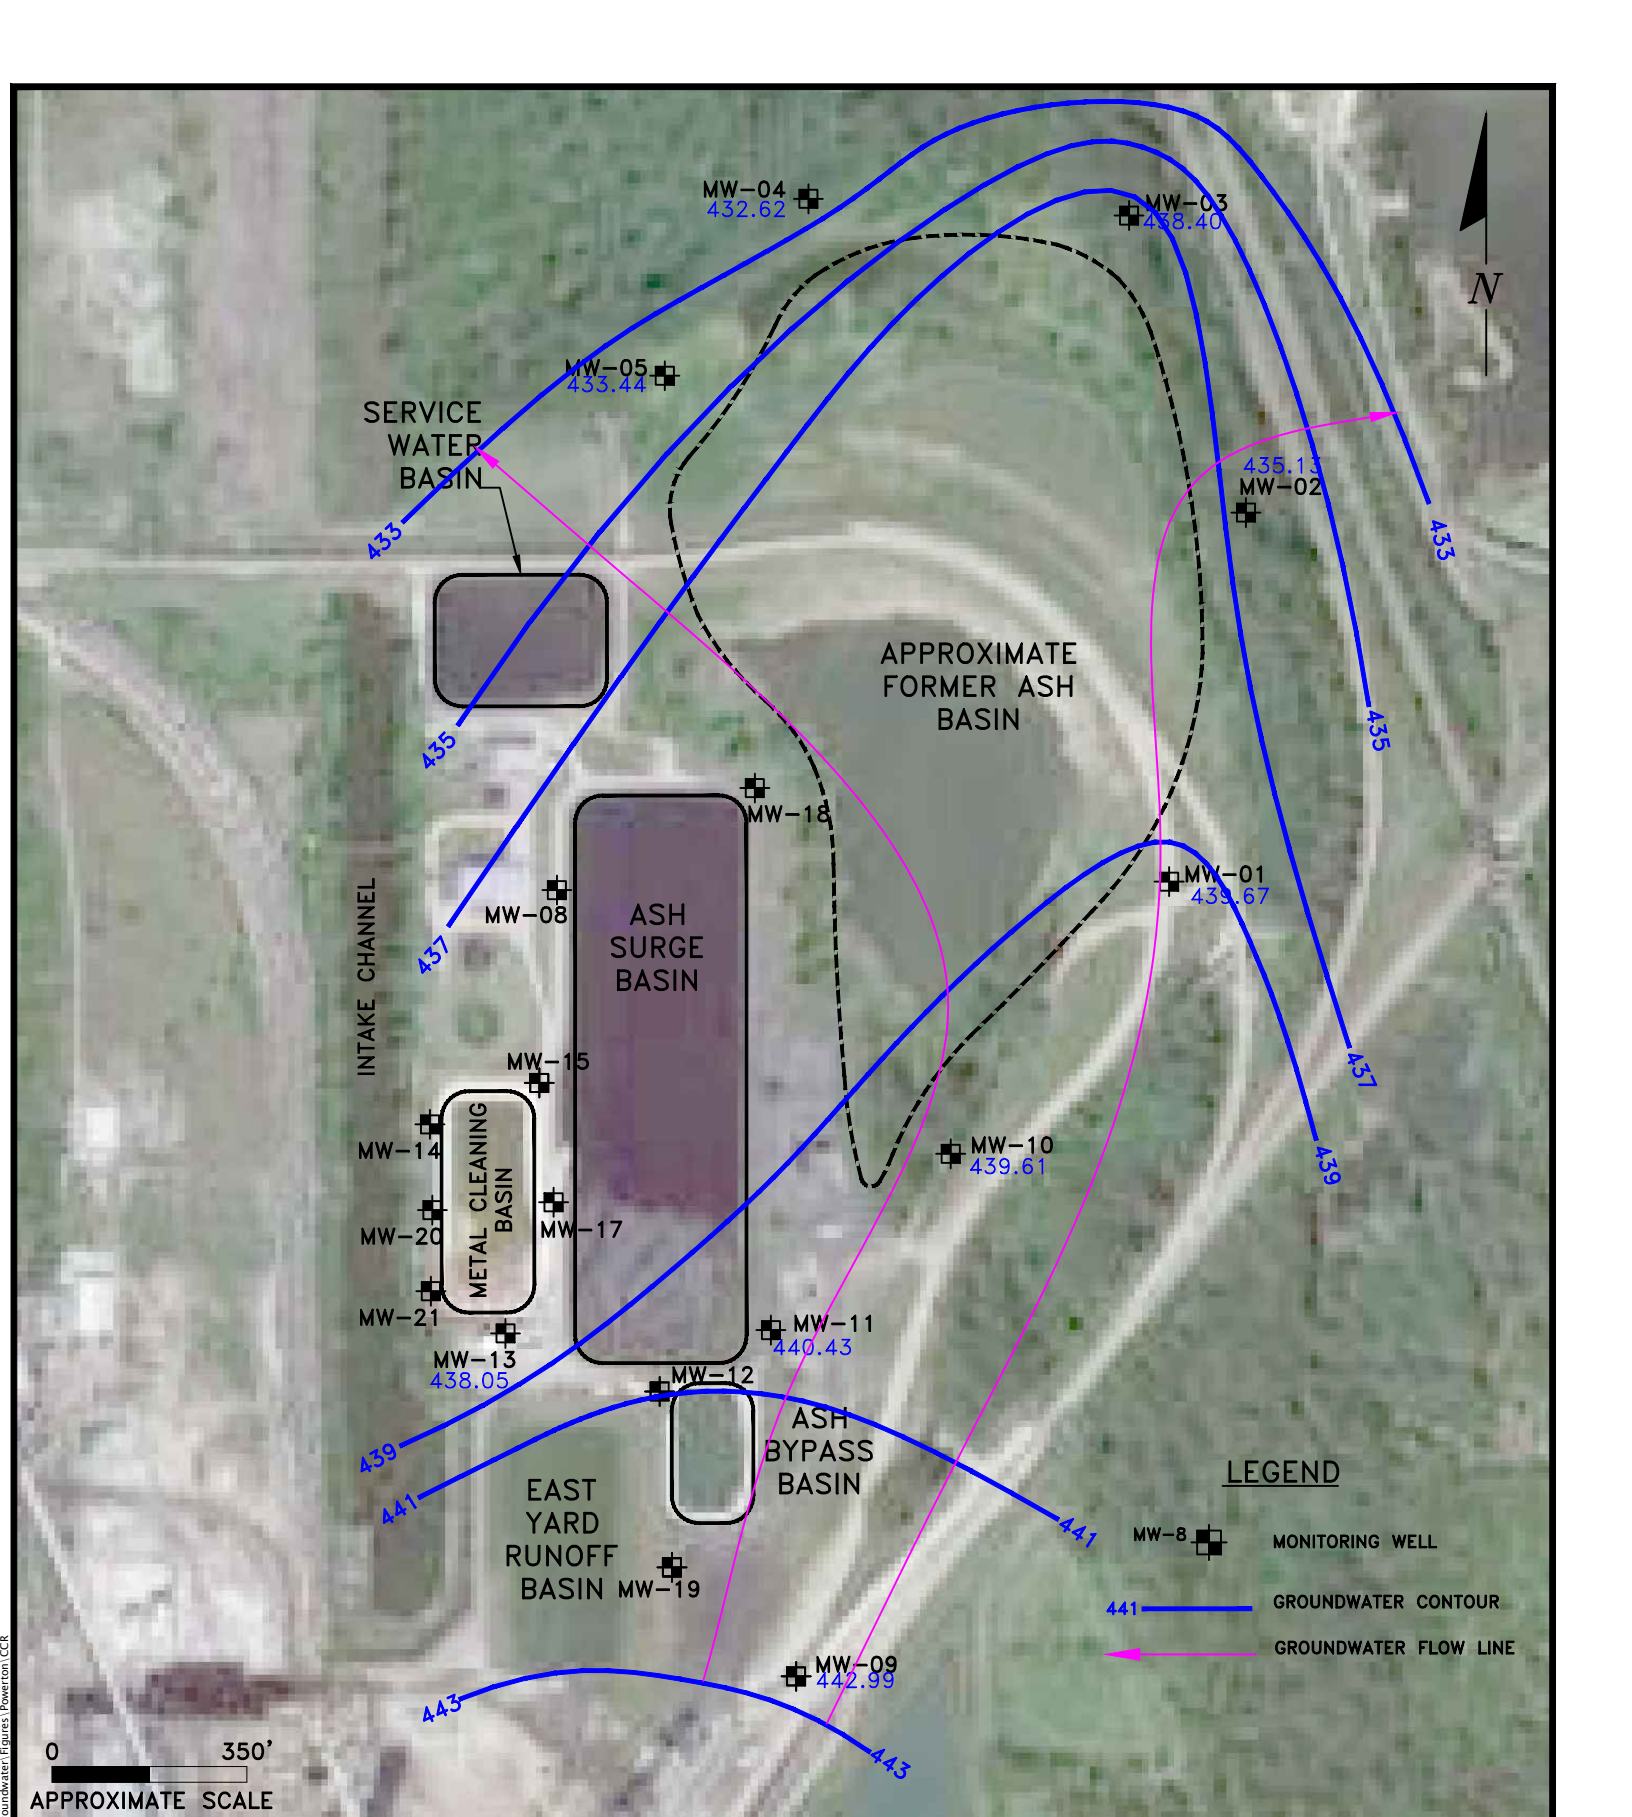 MW-04
432.62
MW-03
438.40
N
MW-05
433.44
SERVICE
WATER
BASIN
435.13
MW-02
433
433
APPROXIMATE
FORMER ASH
BASIN
435
435
MW-18
437
MW-08
MW-01
439.67
ASH
SURGE
BASIN
INTAKE CHANNEL
MW-15
437
MW-14
METAL CLEANING
BASIN
MW-10
439.61
439
MW-20
MW-17
MW-21
MW-11
440.43
MW-13
438.05
MW-12
439
ASH
BYPASS
BASIN
441
441
EAST
YARD
RUNOFF
BASIN
MW-19
LEGEND
MW-8
MONITORING WELL
441
GROUNDWATER CONTOUR
GROUNDWATER FLOW LINE
MW-09
442.99
443
443
0 350'
APPROXIMATE SCALE
oundwater\Figures\Powerton\CCR